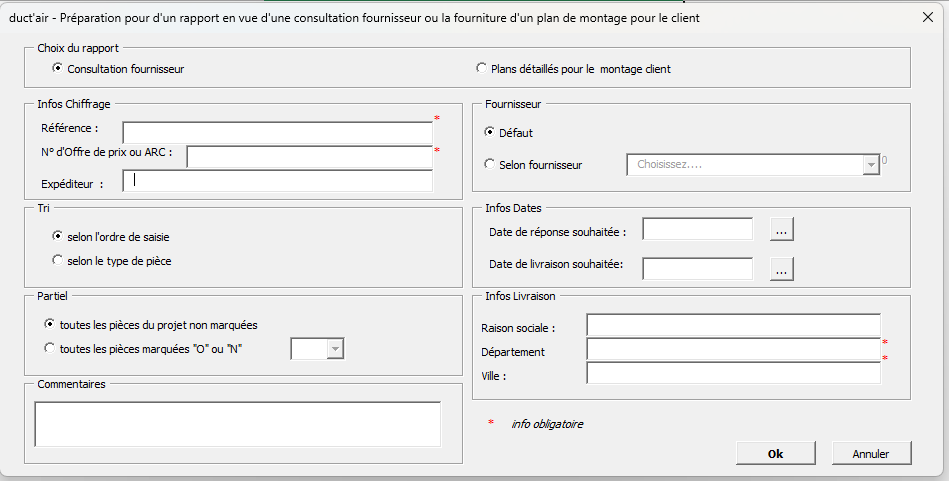 duct'air - Préparation pour d'un rapport en vue d'une consultation fournisseur ou la fourniture d'un plan de montage pour le client
Choix du rapport
Consultation fournisseur
Plans détaillés pour le montage client
Infos Chiffrage
Référence :
*
N° d'Offre de prix ou ARC :
*
Expéditeur :
Fournisseur
Défaut
Selon fournisseur
Choisissez....
0
Tri
selon l'ordre de saisie
selon le type de pièce
Infos Dates
Date de réponse souhaitée :
...
Date de livraison souhaitée:
...
Partiel
toutes les pièces du projet non marquées
toutes les pièces marquées "O" ou "N"
Infos Livraison
Raison sociale :
Département
*
Ville :
*
Commentaires
* info obligatoire
Ok
Annuler